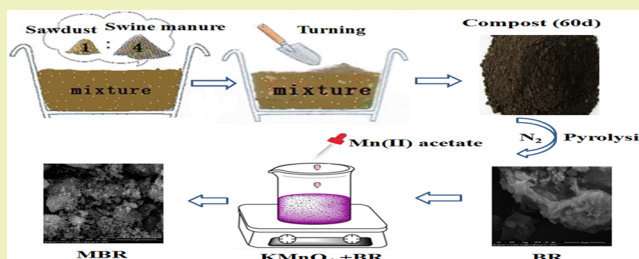 Sawdust Swine manure
1 : 4
mixture
Turning
mixture
Compost (60d)
N₂ Pyrolysi
Mn(II) acetate
MBR
KMnO₄ +BR
BR